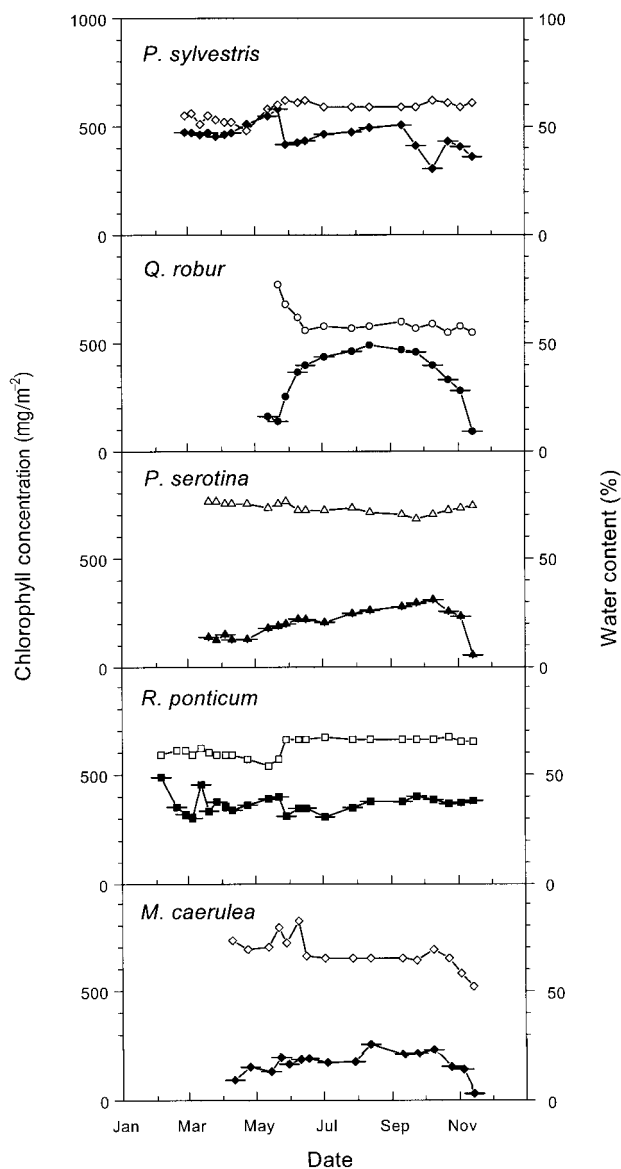 1000
100
P. sylvestris
500
50
0
0
Q. robur
500
50
0
0
P. serotina
500
50
0
0
R. ponticum
500
50
0
0
M. caerulea
500
50
0
0
Jan Mar May Jul Sep Nov
Date
Chlorophyll concentration (mg/m⁻²)
Water content (%)